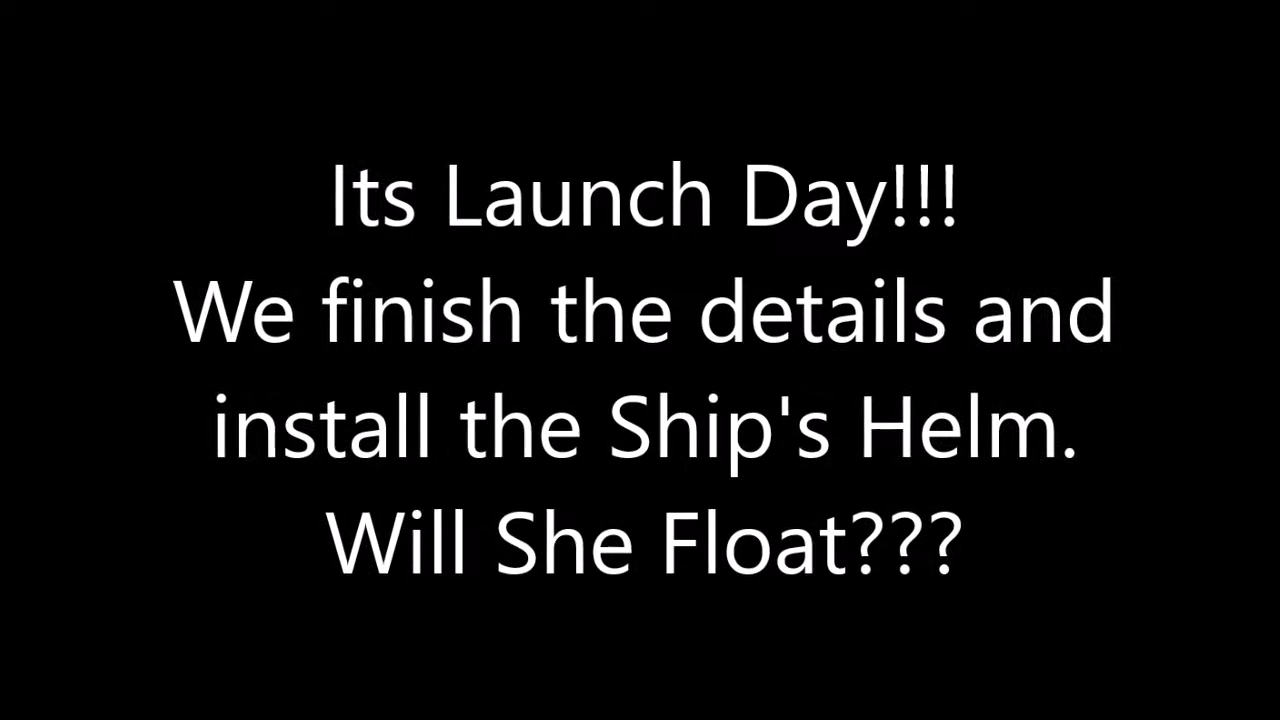 Its Launch Day!!!
We finish the details and
install the Ship's Helm.
Will She Float???